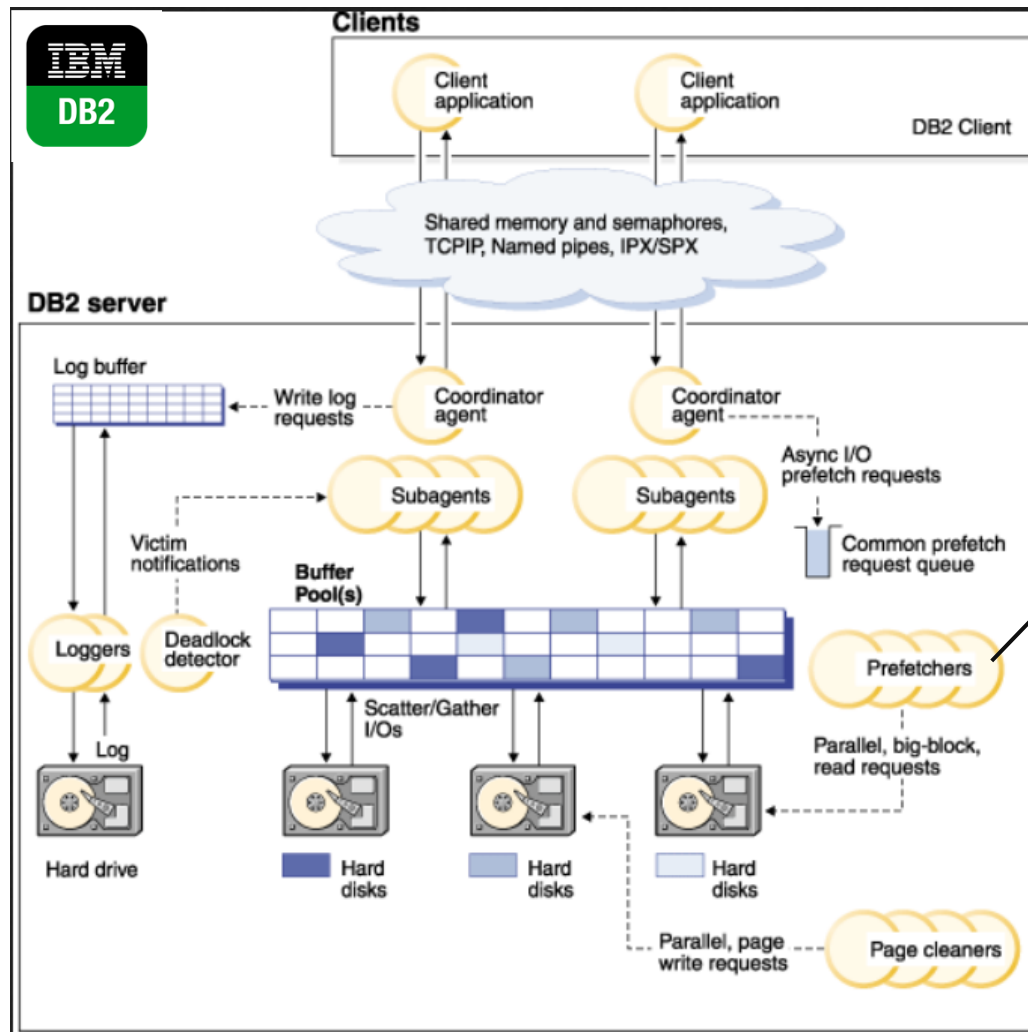 IBM
DB2
Clients
Client
application
Client
application
DB2 Client
Shared memory and semaphores,
TCPIP, Named pipes, IPX/SPX
DB2 server
Log buffer
Write log
requests
Coordinator
agent
Coordinator
agent
Async I/O
prefetch requests
Subagents
Subagents
Victim
notifications
Common prefetch
request queue
Buffer
Pool(s)
Loggers
Deadlock
detector
Prefetchers
Scatter/Gather
I/Os
Log
Parallel, big-block,
read requests
Hard drive
Hard
disks
Hard
disks
Hard
disks
Parallel, page
write requests
Page cleaners